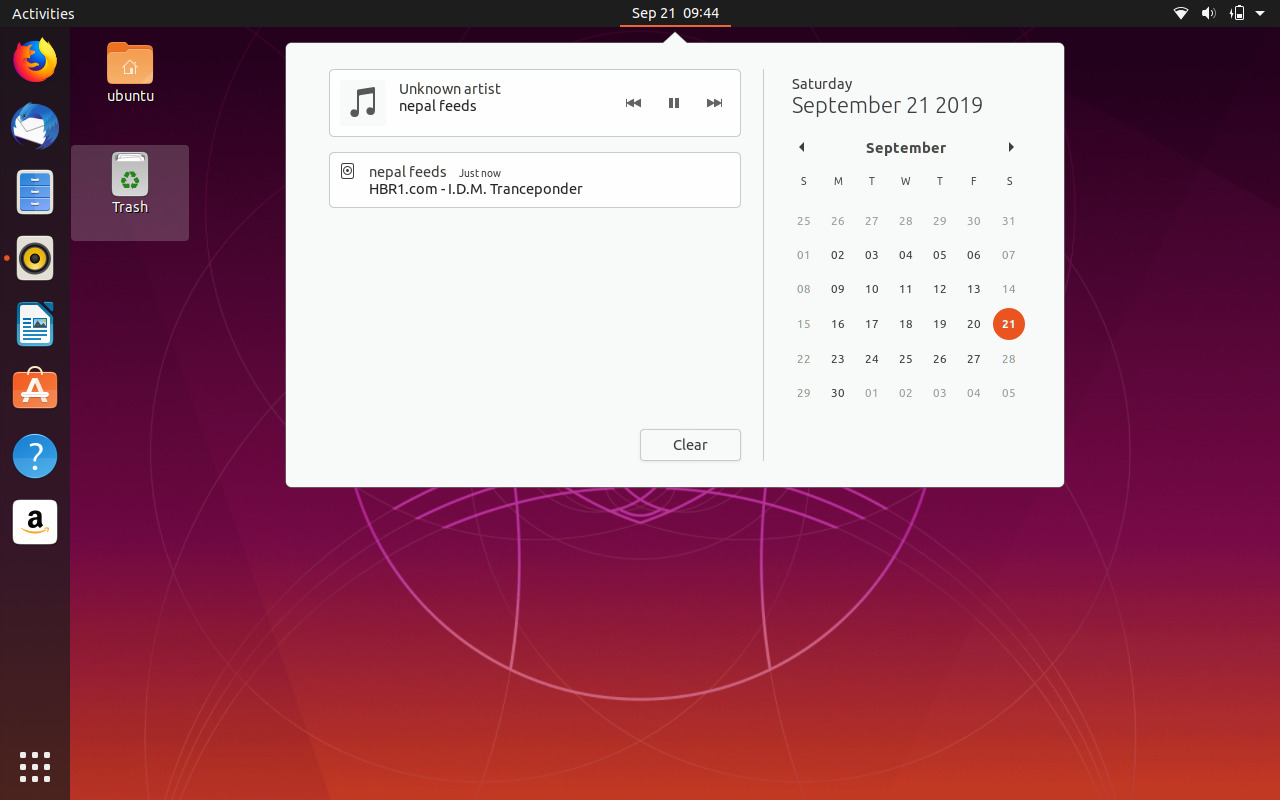 Activities
Sep 21 09:44
ubuntu
Trash
Unknown artist
nepal feeds
nepal feeds Just now
HBR1.com - I.D.M. Tranceponder
Clear
Saturday
September 21 2019
September
S M T W T F S
25 26 27 28 29 30 31
01 02 03 04 05 06 07
08 09 10 11 12 13 14
15 16 17 18 19 20 21
22 23 24 25 26 27 28
29 30 01 02 03 04 05
A
?
a